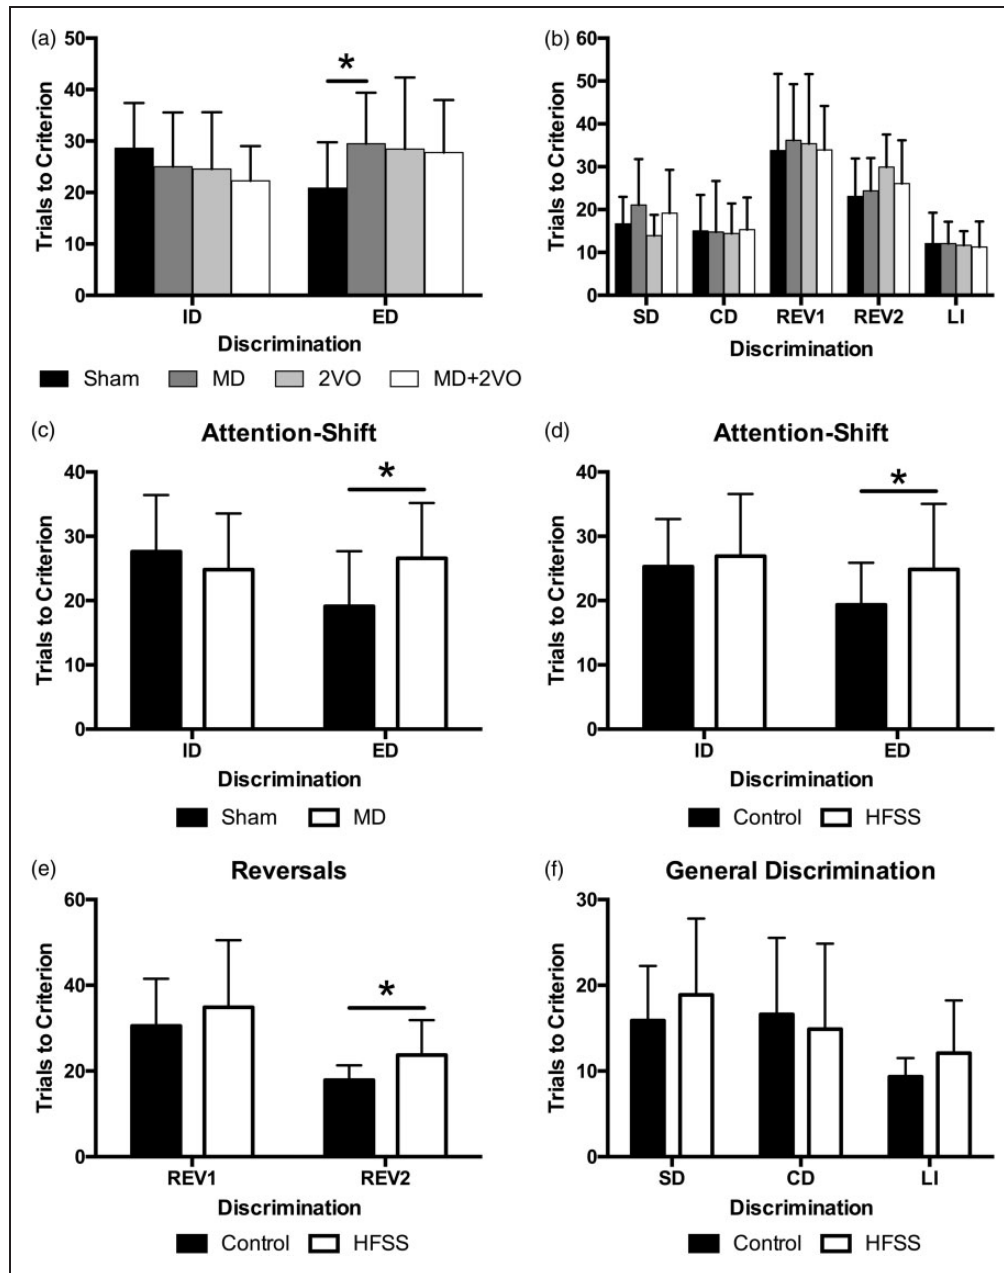 (a)
50
40
30
20
10
0
Trials to Criterion
*
ID
ED
Discrimination
Sham
MD
2VO
MD+2VO
(b)
60
50
40
30
20
10
0
Trials to Criterion
SD
CD
REV1
REV2
LI
Discrimination
(c)
Attention-Shift
40
30
20
10
0
Trials to Criterion
*
ID
ED
Discrimination
Sham
MD
(d)
Attention-Shift
40
30
20
10
0
Trials to Criterion
*
ID
ED
Discrimination
Control
HFSS
(e)
Reversals
60
40
20
0
Trials to Criterion
*
REV1
REV2
Discrimination
Control
HFSS
(f)
General Discrimination
30
20
10
0
Trials to Criterion
SD
CD
LI
Discrimination
Control
HFSS